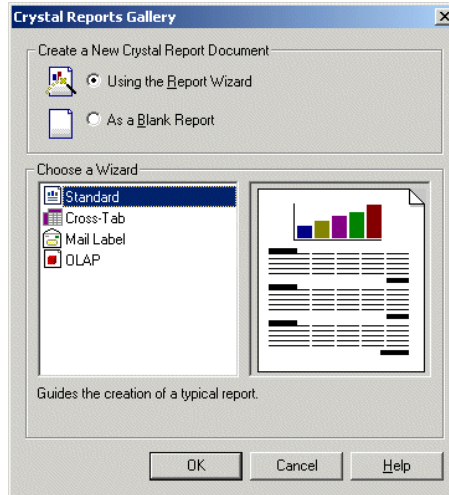 Crystal Reports Gallery
Create a New Crystal Report Document
Using the Report Wizard
As a Blank Report
Choose a Wizard
Standard
Cross-Tab
Mail Label
OLAP
Guides the creation of a typical report.
OK Cancel Help